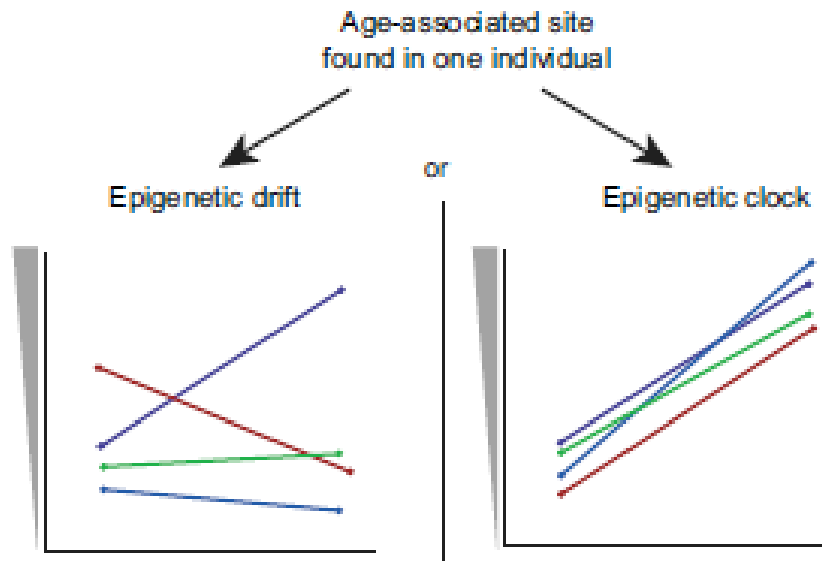 Age-associated site
found in one individual
or
Epigenetic drift
Epigenetic clock